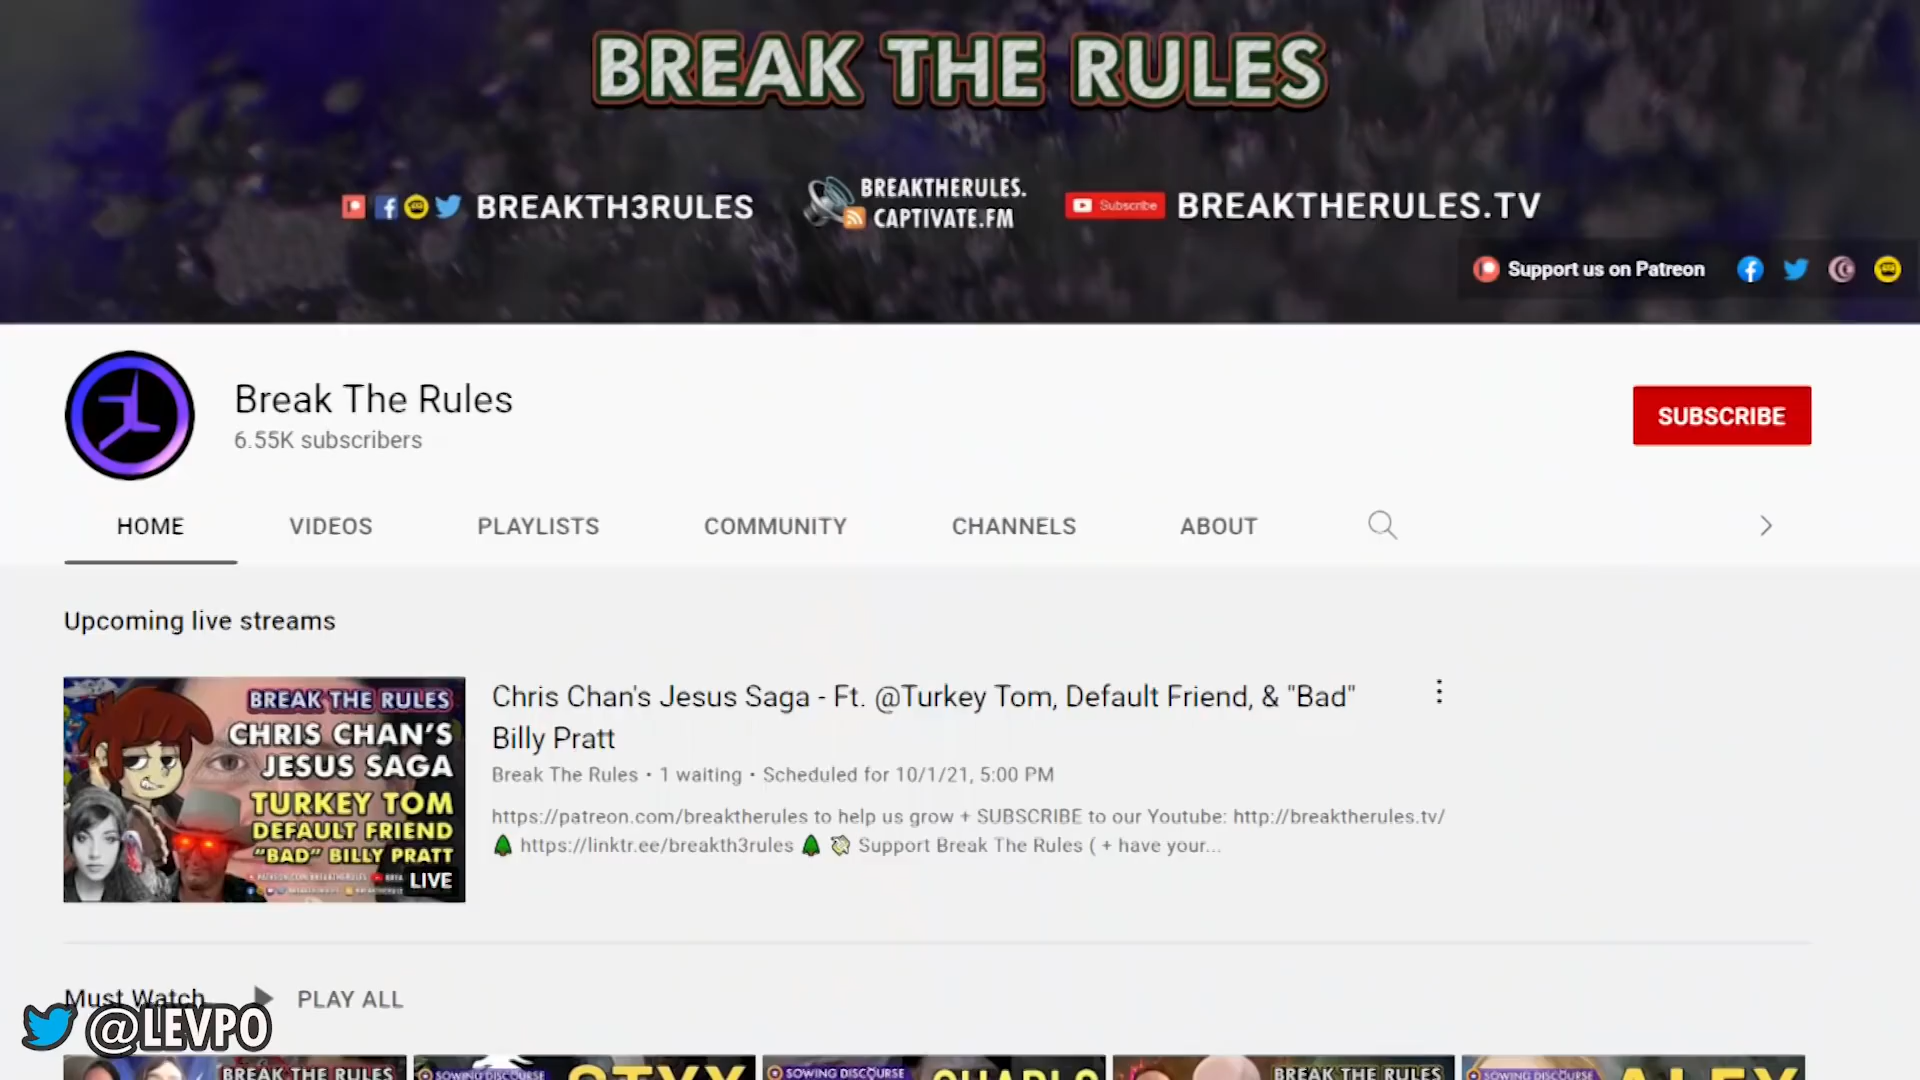 BREAK THE RULES
BREAKTH3RULES
BREAKTHERULES.
CAPTIVATE.FM
Subscribe
BREAKTHERULES.TV
Support us on Patreon
Break The Rules
6.55K subscribers
SUBSCRIBE
HOME
VIDEOS
PLAYLISTS
COMMUNITY
CHANNELS
ABOUT
Upcoming live streams
BREAK THE RULES
CHRIS CHAN'S
JESUS SAGA
TURKEY TOM
DEFAULT FRIEND
"BAD" BILLY PRATT
LIVE
Chris Chan's Jesus Saga - Ft. @Turkey Tom, Default Friend, & "Bad"
Billy Pratt
Break The Rules • 1 waiting • Scheduled for 10/1/21, 5:00 PM
https://patreon.com/breaktherules to help us grow + SUBSCRIBE to our Youtube: http://breaktherules.tv/
🌲 https://linktr.ee/breakth3rules 🌲 Support Break The Rules ( + have your...
Must Watch
PLAY ALL
@LEVPO
BREAK THE RULES
SOWING DISCOURSE
STYX
SOWING DISCOURSE
BREAK THE RULES
SOWING DISCOURSE
ALEX